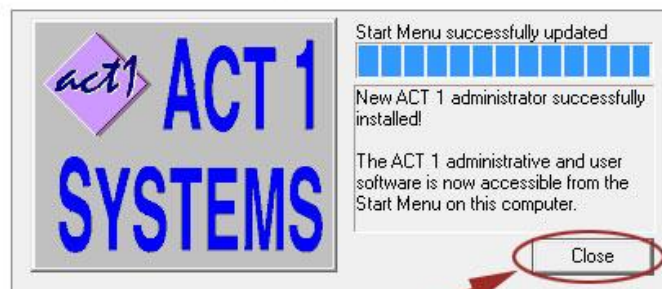 act1
ACT 1
SYSTEMS
Start Menu successfully updated
New ACT 1 administrator successfully
installed!
The ACT 1 administrative and user
software is now accessible from the
Start Menu on this computer.
Close